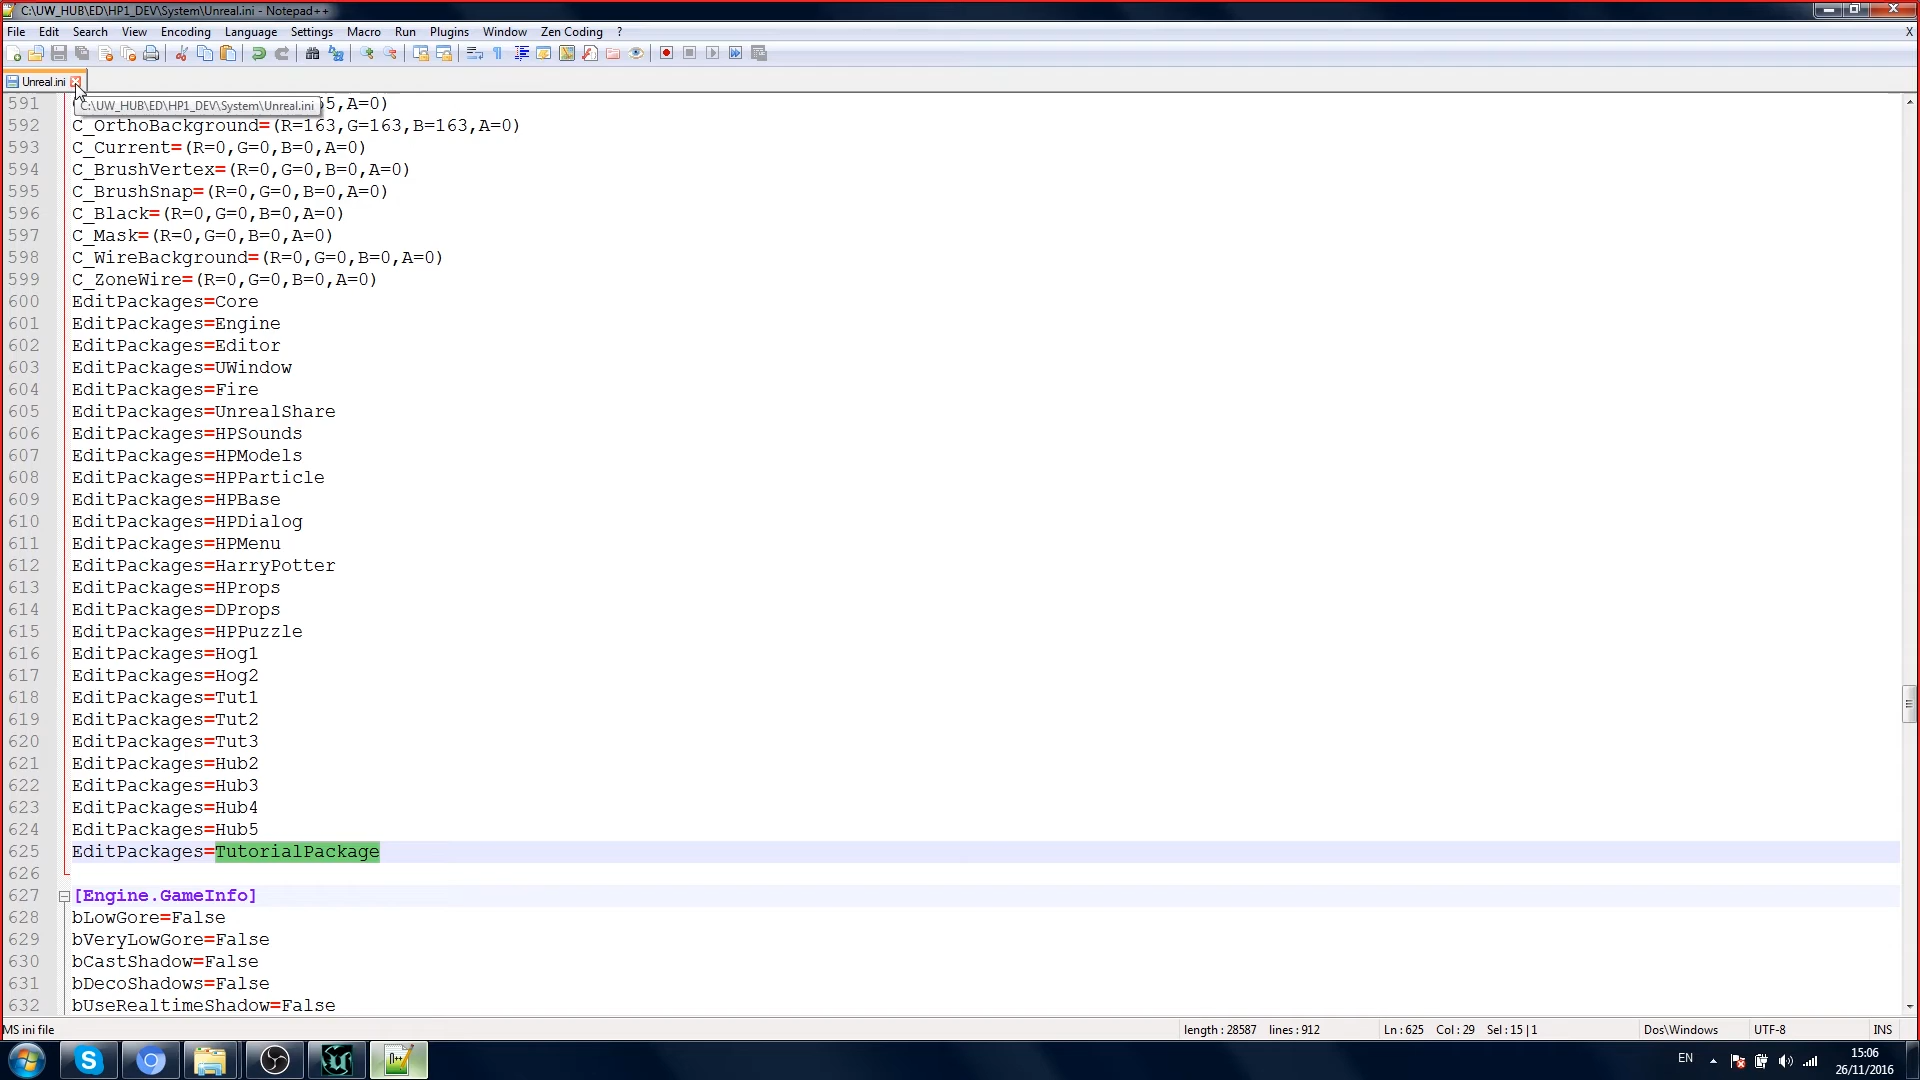 C:\UW_HUB\ED\HP1_DEV\System\Unreal.ini - Notepad++
File Edit Search View Encoding Language Settings Macro Run Plugins Window Zen Coding ? X
Unreal.ini
C:\UW_HUB\ED\HP1_DEV\System\Unreal.ini
591 5,A=0)
592 C_OrthoBackground=(R=163,G=163,B=163,A=0)
593 C_Current=(R=0,G=0,B=0,A=0)
594 C_BrushVertex=(R=0,G=0,B=0,A=0)
595 C_BrushSnap=(R=0,G=0,B=0,A=0)
596 C_Black=(R=0,G=0,B=0,A=0)
597 C_Mask=(R=0,G=0,B=0,A=0)
598 C_WireBackground=(R=0,G=0,B=0,A=0)
599 C_ZoneWire=(R=0,G=0,B=0,A=0)
600 EditPackages=Core
601 EditPackages=Engine
602 EditPackages=Editor
603 EditPackages=UWindow
604 EditPackages=Fire
605 EditPackages=UnrealShare
606 EditPackages=HPSounds
607 EditPackages=HPModels
608 EditPackages=HPParticle
609 EditPackages=HPBase
610 EditPackages=HPDialog
611 EditPackages=HPMenu
612 EditPackages=HarryPotter
613 EditPackages=HProps
614 EditPackages=DProps
615 EditPackages=HPPuzzle
616 EditPackages=Hog1
617 EditPackages=Hog2
618 EditPackages=Tut1
619 EditPackages=Tut2
620 EditPackages=Tut3
621 EditPackages=Hub2
622 EditPackages=Hub3
623 EditPackages=Hub4
624 EditPackages=Hub5
625 EditPackages=TutorialPackage
626
627 [Engine.GameInfo]
628 bLowGore=False
629 bVeryLowGore=False
630 bCastShadow=False
631 bDecoShadows=False
632 bUseRealtimeShadow=False
MS ini file length : 28587 lines : 912 Ln : 625 Col : 29 Sel : 15 | 1 Dos\Windows UTF-8 INS
EN 15:06
26/11/2016